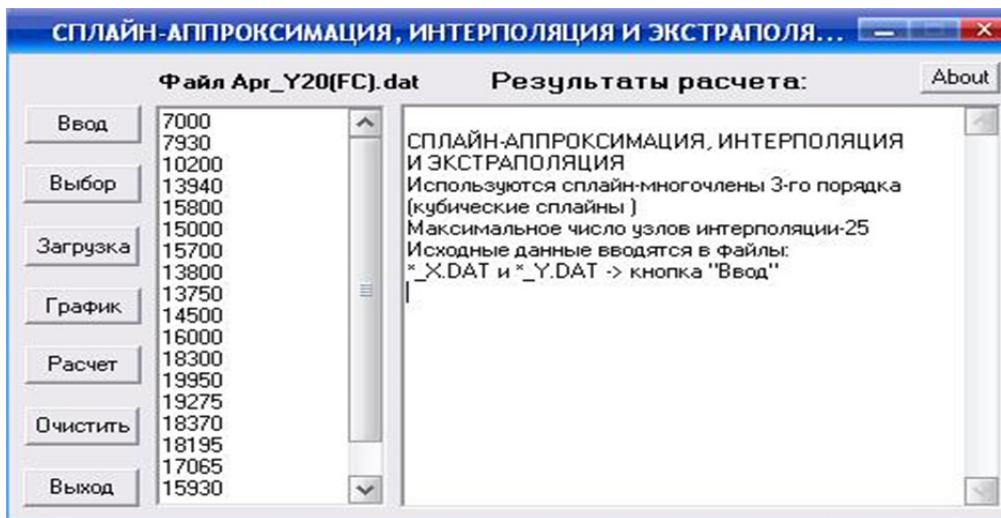 СПЛАЙН-АППРОКСИМАЦИЯ, ИНТЕРПОЛЯЦИЯ И ЭКСТРАПОЛЯ...
Файл Apr_Y20(FC).dat
Результаты расчета:
About
Ввод
Выбор
Загрузка
График
Расчет
Очистить
Выход
7000
7930
10200
13940
15800
15000
15700
13800
13750
14500
16000
18300
19950
19275
18370
18195
17065
15930
СПЛАЙН-АППРОКСИМАЦИЯ, ИНТЕРПОЛЯЦИЯ
И ЭКСТРАПОЛЯЦИЯ
Используются сплайн-многочлены 3-го порядка
(кубические сплайны )
Максимальное число узлов интерполяции-25
Исходные данные вводятся в файлы:
*_X.DAT и *_Y.DAT -> кнопка "Ввод"